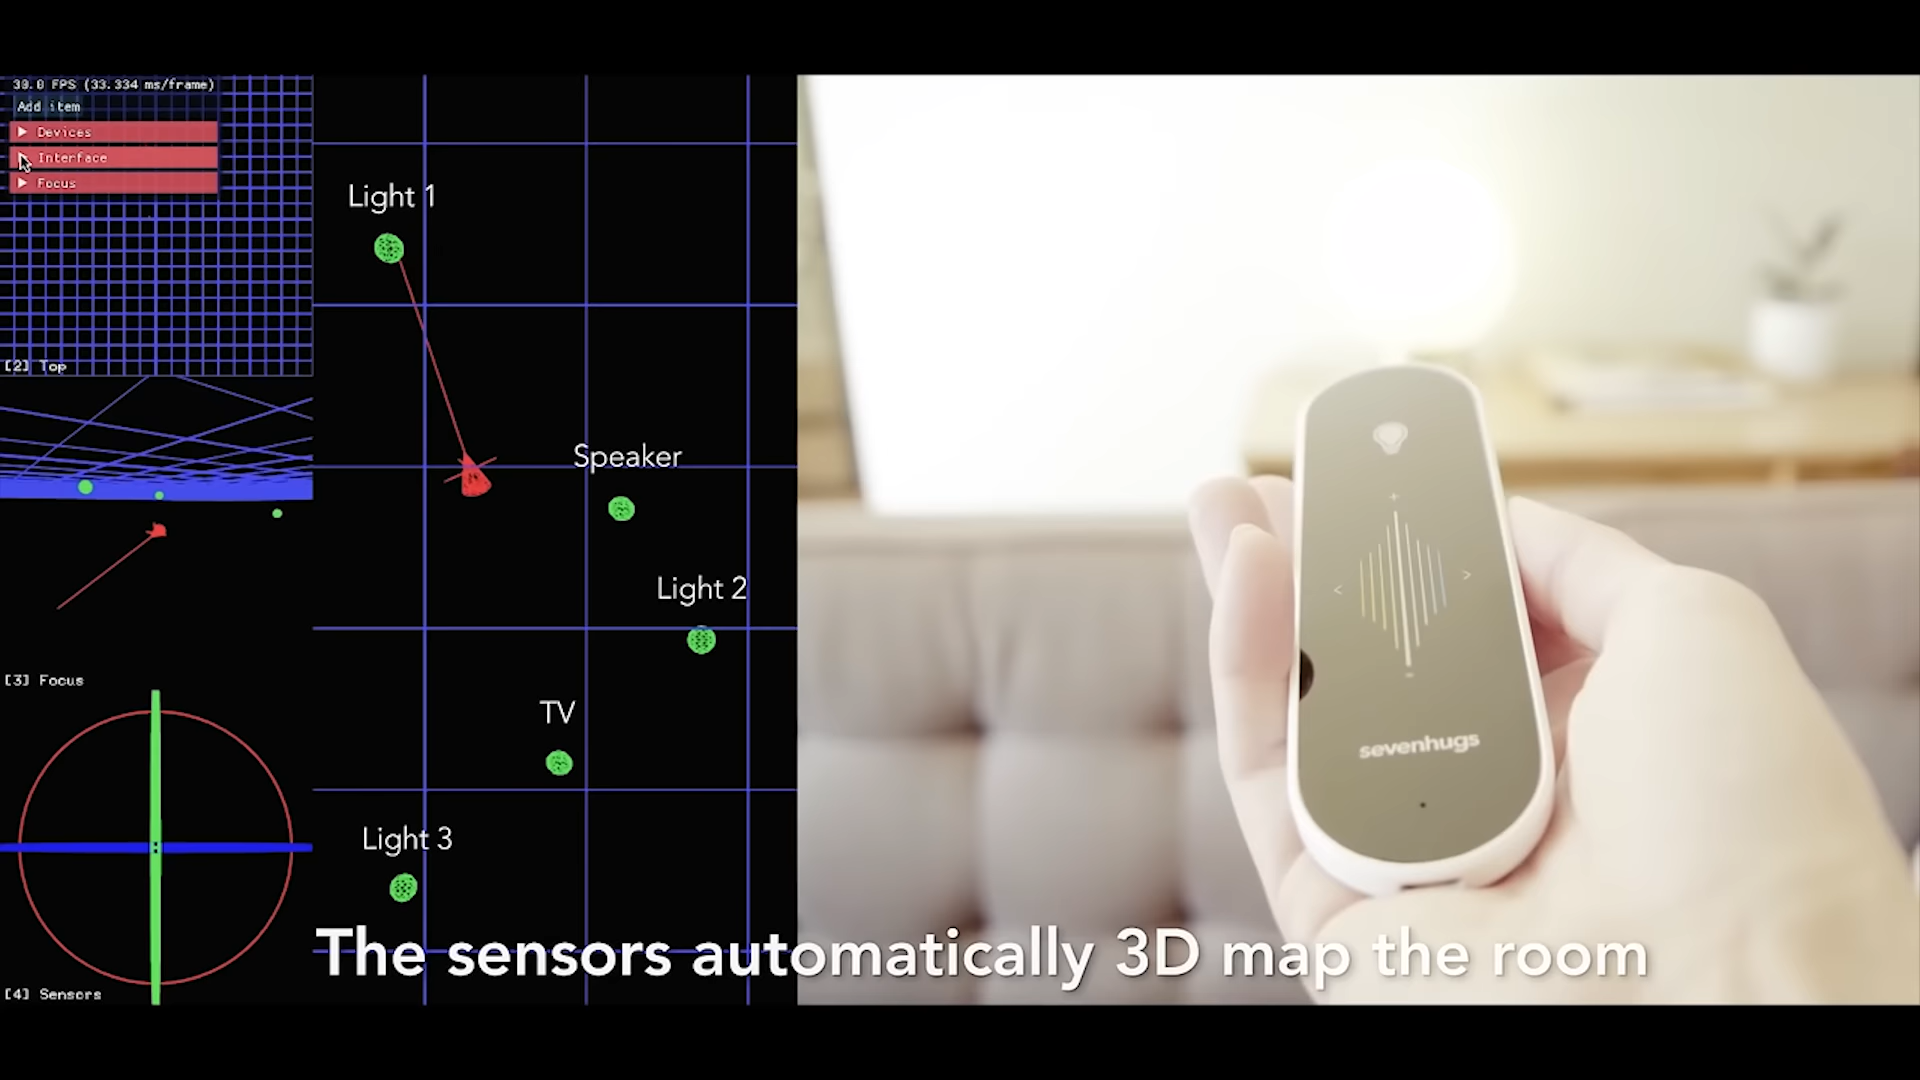 30.0 FPS (33.334 ms/frame)
Add item
Devices
Interface
Focus
[2] Top
[3] Focus
[4] Sensors
Light 1
Speaker
Light 2
TV
Light 3
sevenhugs
The sensors automatically 3D map the room